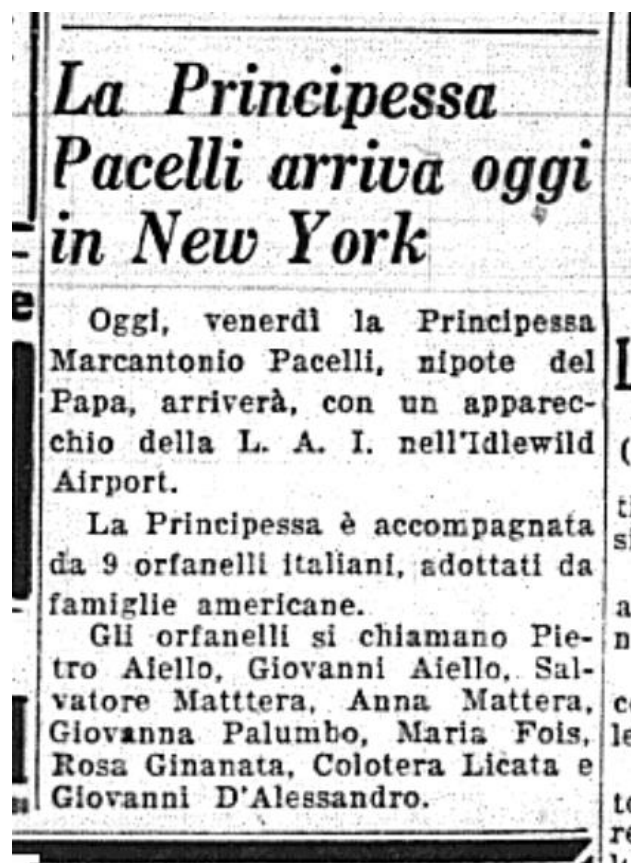 La Principessa
Pacelli arriva oggi
in New York
Oggi, venerdì la Principessa
Marcantonio Pacelli, nipote del
Papa, arriverà, con un apparec-
chio della L. A. I. nell'Idlewild
Airport.
La Principessa è accompagnata
da 9 orfanelli italiani, adottati da
famiglie americane.
Gli orfanelli si chiamano Pie-
tro Aiello, Giovanni Aiello, Sal-
vatore Matttera, Anna Mattera,
Giovanna Palumbo, Maria Fois,
Rosa Ginanata, Colotera Licata e
Giovanni D'Alessandro.